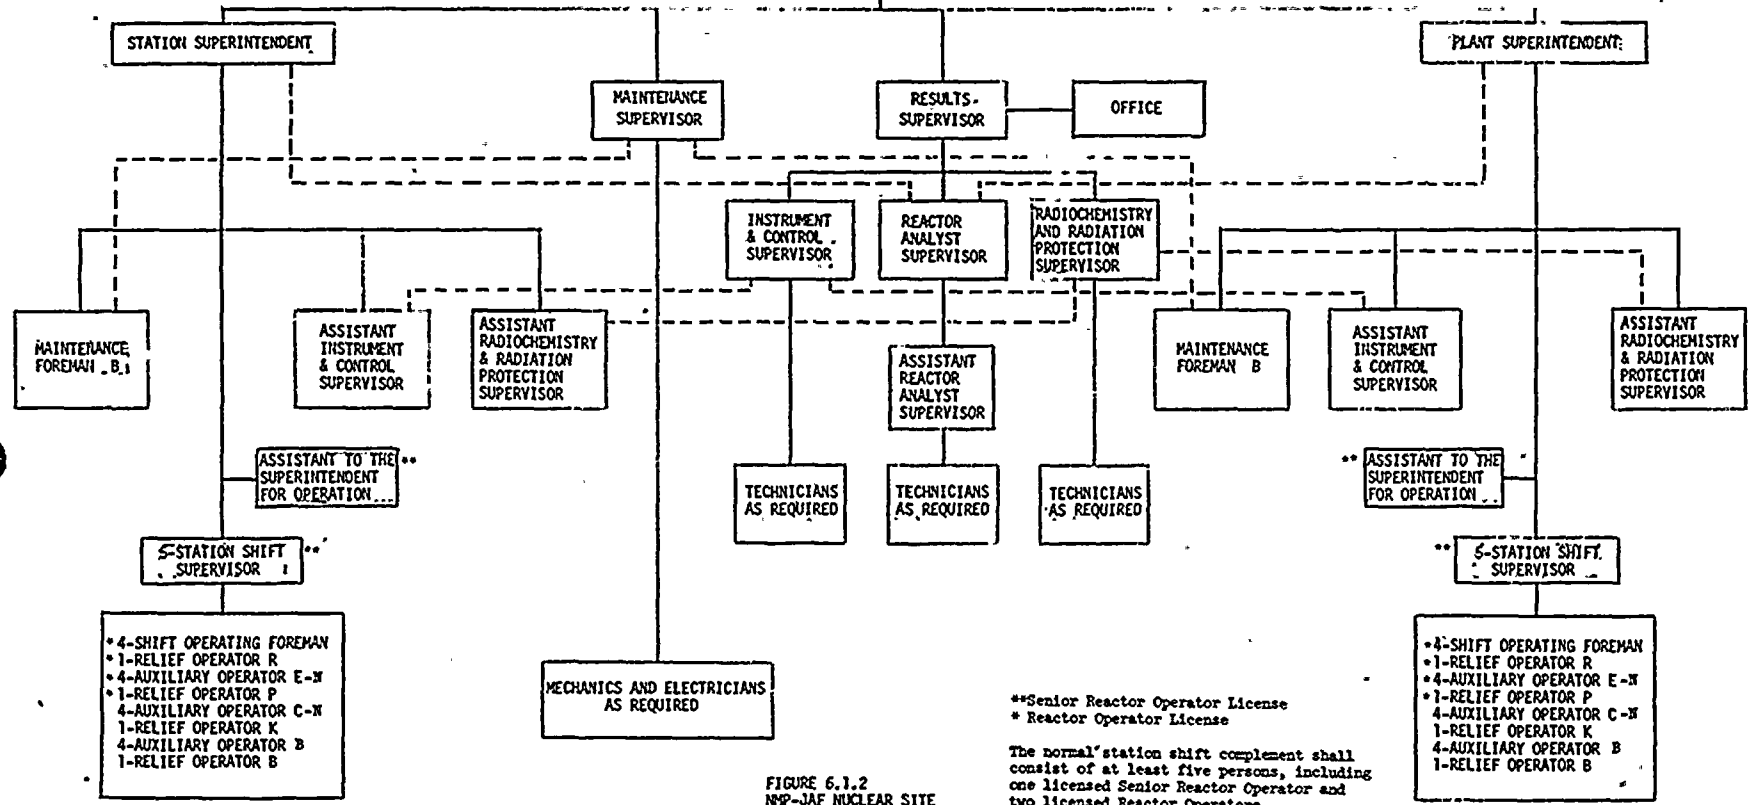 STATION SUPERINTENDENT
PLANT SUPERINTENDENT
MAINTENANCE
SUPERVISOR
RESULTS
SUPERVISOR
OFFICE
INSTRUMENT
& CONTROL
SUPERVISOR
REACTOR
ANALYST
SUPERVISOR
RADIOCHEMISTRY
AND RADIATION
PROTECTION
SUPERVISOR
MAINTENANCE
FOREMAN B
ASSISTANT
INSTRUMENT
& CONTROL
SUPERVISOR
ASSISTANT
RADIOCHEMISTRY
& RADIATION
PROTECTION
SUPERVISOR
ASSISTANT
REACTOR
ANALYST
SUPERVISOR
MAINTENANCE
FOREMAN B
ASSISTANT
INSTRUMENT
& CONTROL
SUPERVISOR
ASSISTANT
RADIOCHEMISTRY
& RADIATION
PROTECTION
SUPERVISOR
ASSISTANT TO THE **
SUPERINTENDENT
FOR OPERATION
TECHNICIANS
AS REQUIRED
TECHNICIANS
AS REQUIRED
TECHNICIANS
AS REQUIRED
** ASSISTANT TO THE
SUPERINTENDENT
FOR OPERATION
5-STATION SHIFT **
SUPERVISOR
** 5-STATION SHIFT
SUPERVISOR
*4-SHIFT OPERATING FOREMAN
*1-RELIEF OPERATOR R
*4-AUXILIARY OPERATOR E-N
*1-RELIEF OPERATOR P
4-AUXILIARY OPERATOR C-N
1-RELIEF OPERATOR K
4-AUXILIARY OPERATOR B
1-RELIEF OPERATOR B
MECHANICS AND ELECTRICIANS
AS REQUIRED
*4-SHIFT OPERATING FOREMAN
*1-RELIEF OPERATOR R
*4-AUXILIARY OPERATOR E-N
*1-RELIEF OPERATOR P
4-AUXILIARY OPERATOR C-N
1-RELIEF OPERATOR K
4-AUXILIARY OPERATOR B
1-RELIEF OPERATOR B
**Senior Reactor Operator License
* Reactor Operator License
The normal station shift complement shall
consist of at least five persons, including
one licensed Senior Reactor Operator and
two licensed Reactor Operators
FIGURE 6.1.2
NMP-JAF NUCLEAR SITE